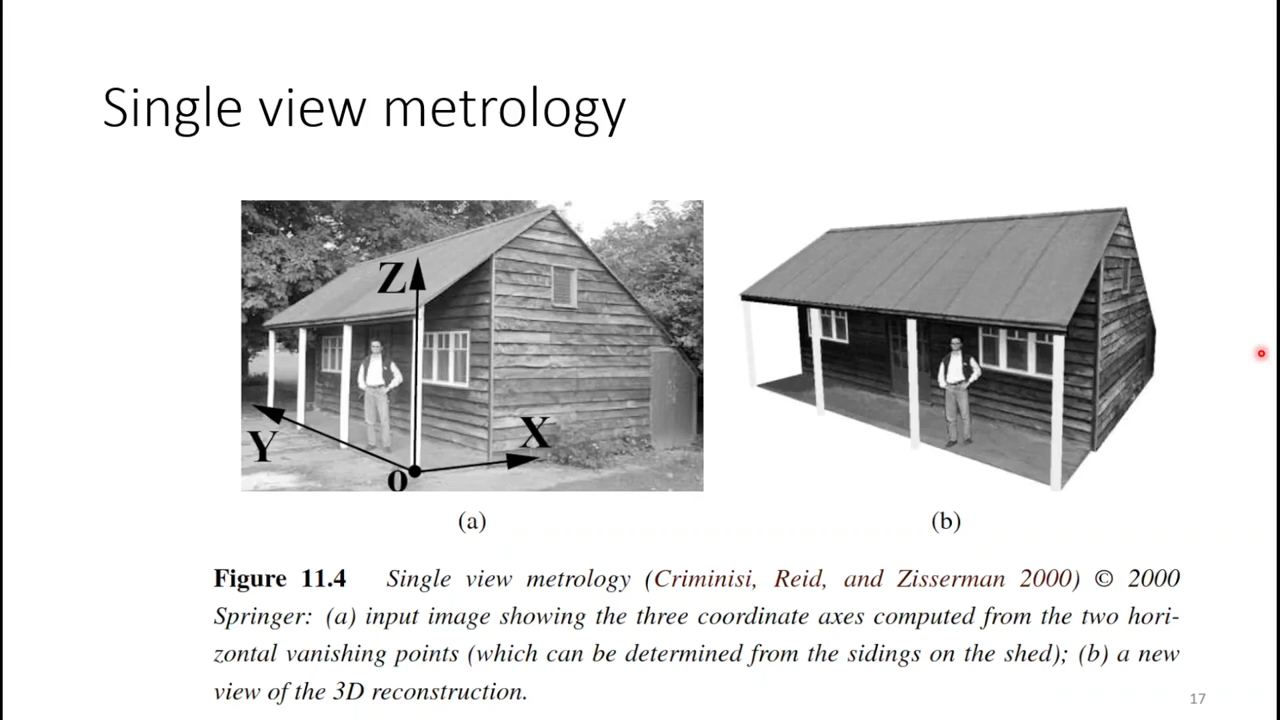 Single view metrology
Z
Y
X
O
(a)
(b)
Figure 11.4 Single view metrology (Criminisi, Reid, and Zisserman 2000) © 2000
Springer: (a) input image showing the three coordinate axes computed from the two hori-
zontal vanishing points (which can be determined from the sidings on the shed); (b) a new
view of the 3D reconstruction.
17